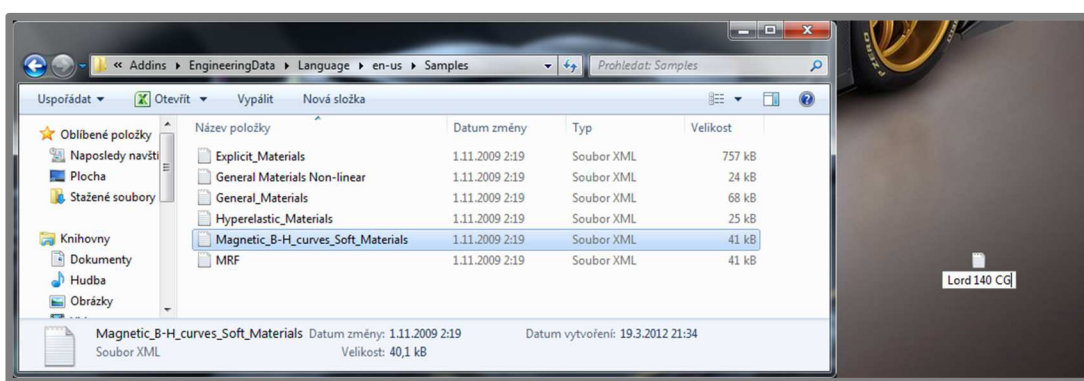 « Addins ▸ EngineeringData ▸ Language ▸ en-us ▸ Samples
Prohledat: Samples
Uspořádat Otevřít Vypálit Nová složka
Název položky Datum změny Typ Velikost
Oblíbené položky
Naposledy navští
Plocha
Stažené soubory
Knihovny
Dokumenty
Hudba
Obrázky
Explicit_Materials 1.11.2009 2:19 Soubor XML 757 kB
General Materials Non-linear 1.11.2009 2:19 Soubor XML 24 kB
General_Materials 1.11.2009 2:19 Soubor XML 68 kB
Hyperelastic_Materials 1.11.2009 2:19 Soubor XML 25 kB
Magnetic_B-H_curves_Soft_Materials 1.11.2009 2:19 Soubor XML 41 kB
MRF 1.11.2009 2:19 Soubor XML 41 kB
Magnetic_B-H_curves_Soft_Materials Datum změny: 1.11.2009 2:19 Datum vytvoření: 19.3.2012 21:34
Soubor XML Velikost: 40,1 kB
PZERO
Lord 140 CG